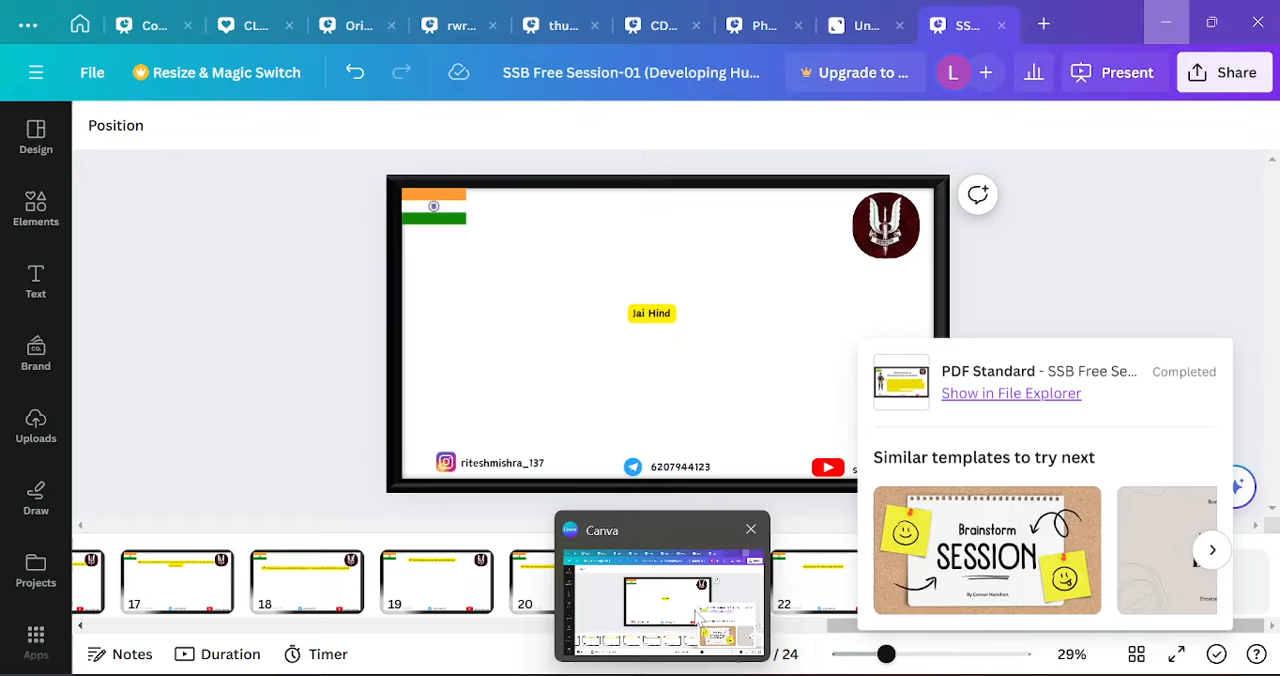 Co...
CL...
Ori...
rwr...
thu...
CD...
Ph...
Un...
SS...
File
Resize & Magic Switch
SSB Free Session-01 (Developing Hu...
Upgrade to ...
L
Present
Share
Position
Design
Elements
Text
Brand
Uploads
Draw
Projects
Apps
Jai Hind
riteshmishra_137
6207944123
s
PDF Standard - SSB Free Se...
Completed
Show in File Explorer
Similar templates to try next
Brainstorm
SESSION
By Connor Hamilton
Canva
17
18
19
20
22
Notes
Duration
Timer
/ 24
29%